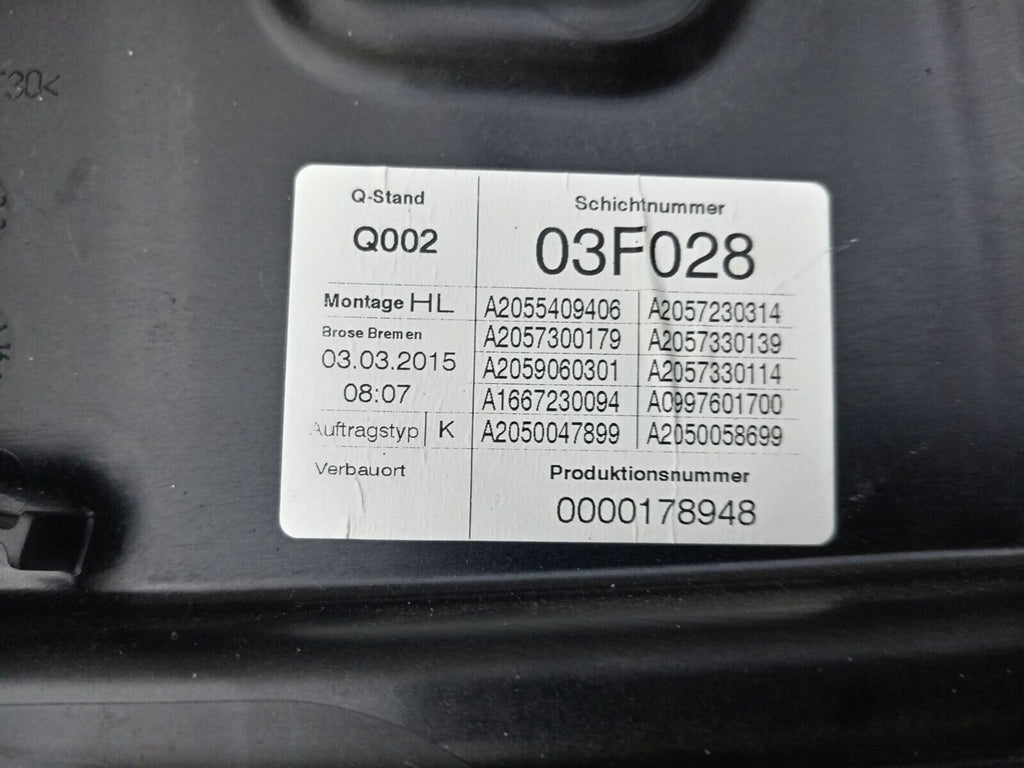 30<
Q-Stand
Q002
Schichtnummer
03F028
Montage HL
Brose Bremen
03.03.2015
08:07
Auftragstyp K
Verbauort
A2055409406 A2057230314
A2057300179 A2057330139
A2059060301 A2057330114
A1667230094 A0997601700
A2050047899 A2050058699
Produktionsnummer
0000178948